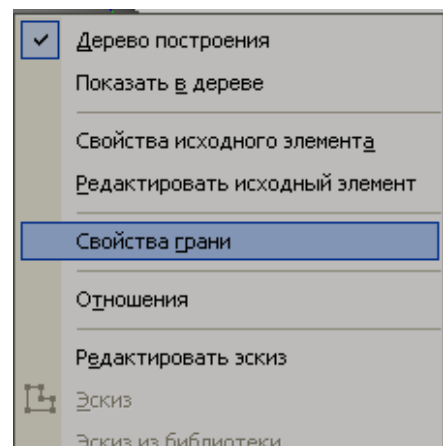 Дерево построения
Показать в дереве
Свойства исходного элемента
Редактировать исходный элемент
Свойства грани
Отношения
Редактировать эскиз
Эскиз
Эскиз из библиотеки